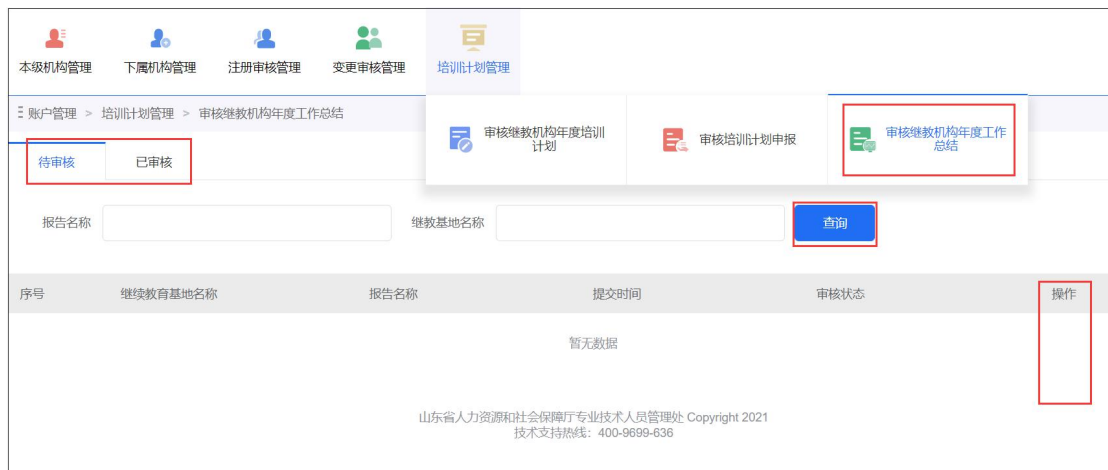 本级机构管理 下属机构管理 注册审核管理 变更审核管理 培训计划管理
账户管理 > 培训计划管理 > 审核继教机构年度工作总结
审核继教机构年度培训
计划
审核培训计划申报
审核继教机构年度工作
总结
待审核 已审核
报告名称 继教基地名称 查询
序号 继续教育基地名称 报告名称 提交时间 审核状态 操作
暂无数据
山东省人力资源和社会保障厅专业技术人员管理处 Copyright 2021
技术支持热线：400-9699-636